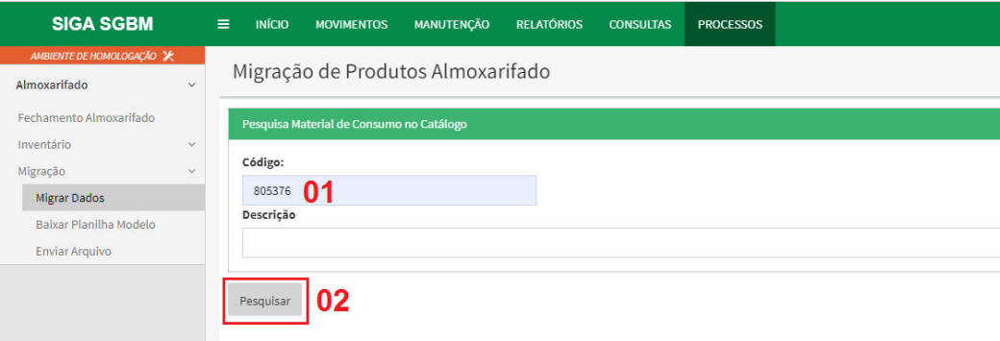 SIGA SGBM
INÍCIO MOVIMENTOS MANUTENÇÃO RELATÓRIOS CONSULTAS PROCESSOS
AMBIENTE DE HOMOLOGAÇÃO
Almoxarifado
Fechamento Almoxarifado
Inventário
Migração
Migrar Dados
Baixar Planilha Modelo
Enviar Arquivo
Migração de Produtos Almoxarifado
Pesquisa Material de Consumo no Catálogo
Código:
805376 01
Descrição
Pesquisar 02